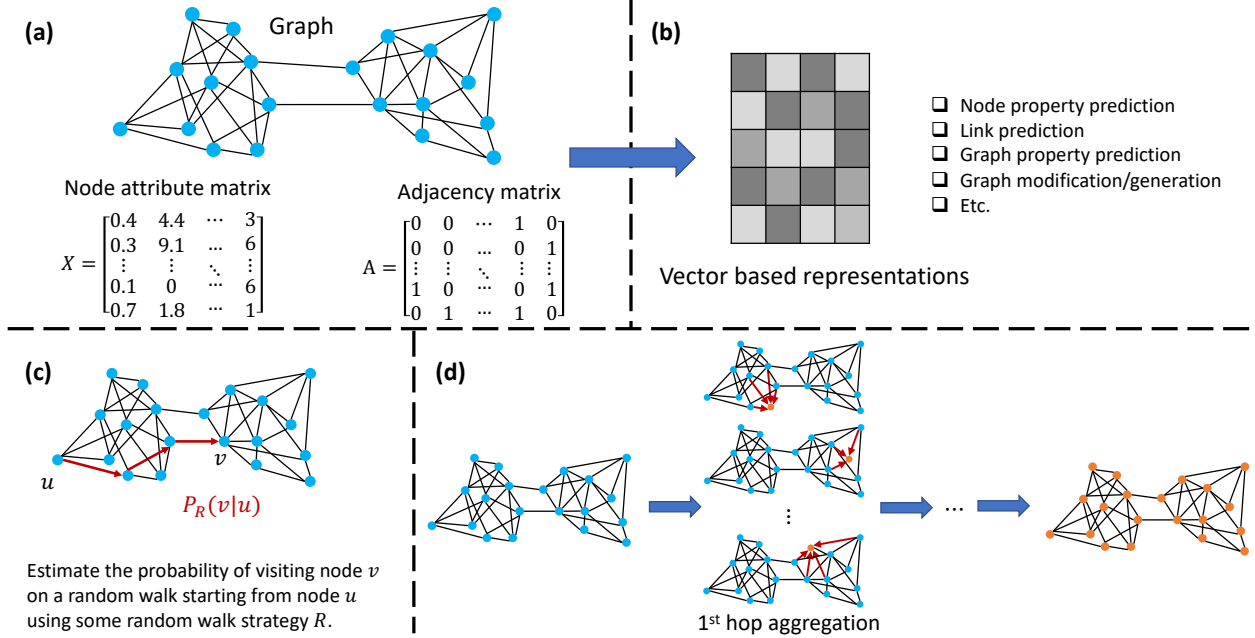 (a)
Graph
Node attribute matrix
X = [0.4 4.4 ⋯ 3
0.3 9.1 … 6
⋮ ⋮ ⋱ ⋮
0.1 0 ⋯ 6
0.7 1.8 ⋯ 1]
Adjacency matrix
A = [0 0 ⋯ 1 0
0 0 … 0 1
⋮ ⋮ ⋱ ⋮ ⋮
1 0 … 0 1
0 1 ⋯ 1 0]
(b)
Vector based representations
❑ Node property prediction
❑ Link prediction
❑ Graph property prediction
❑ Graph modification/generation
❑ Etc.
(c)
u
v
P_R(v|u)
Estimate the probability of visiting node v
on a random walk starting from node u
using some random walk strategy R.
(d)
⋮
1st hop aggregation
…